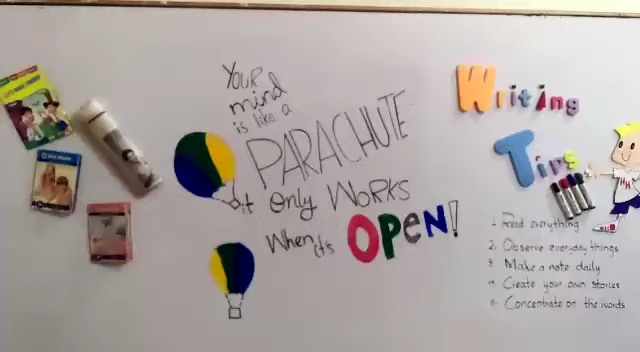 YOUR
mind
is like a
PARACHUTE
it only WORKS
When it's OPEN!
Writing
Tips
1. Read everything
2. Observe everyday things
3. Make a note daily
4. Create your own stories
5. Concentrate on the words